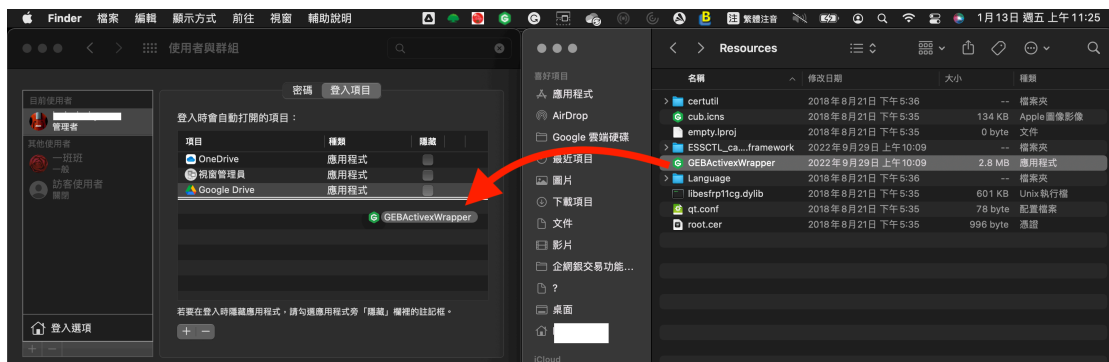 Finder 檔案 編輯 顯示方式 前往 視窗 輔助說明 繁體注音 1月13日 週五 上午11:25
使用者與群組
密碼 登入項目
目前使用者
管理者
其他使用者
一班班
一般
訪客使用者
關閉
登入選項
登入時會自動打開的項目：
項目 種類 隱藏
OneDrive 應用程式
視窗管理員 應用程式
Google Drive 應用程式
GEBActivexWrapper
若要在登入時隱藏應用程式，請勾選應用程式旁「隱藏」欄裡的註記框。
+ −
喜好項目
應用程式
AirDrop
Google 雲端硬碟
最近項目
圖片
下載項目
文件
影片
企網銀交易功能...
?
桌面
iCloud
Resources
名稱 修改日期 大小 種類
certutil 2018年8月21日 下午5:36 -- 檔案夾
cub.icns 2018年8月21日 下午5:36 134 KB Apple圖像影像
empty.lproj 2018年8月21日 下午5:35 0 byte 文件
ESSCTL_ca....framework 2022年9月29日 上午10:09 -- 檔案夾
GEBActivexWrapper 2022年9月29日 上午10:09 2.8 MB 應用程式
Language 2018年8月21日 下午5:36 -- 檔案夾
libesfrp11cg.dylib 2018年8月21日 下午5:35 601 KB Unix執行檔
qt.conf 2018年8月21日 下午5:35 78 byte 配置檔案
root.cer 2018年8月21日 下午5:35 996 byte 憑證